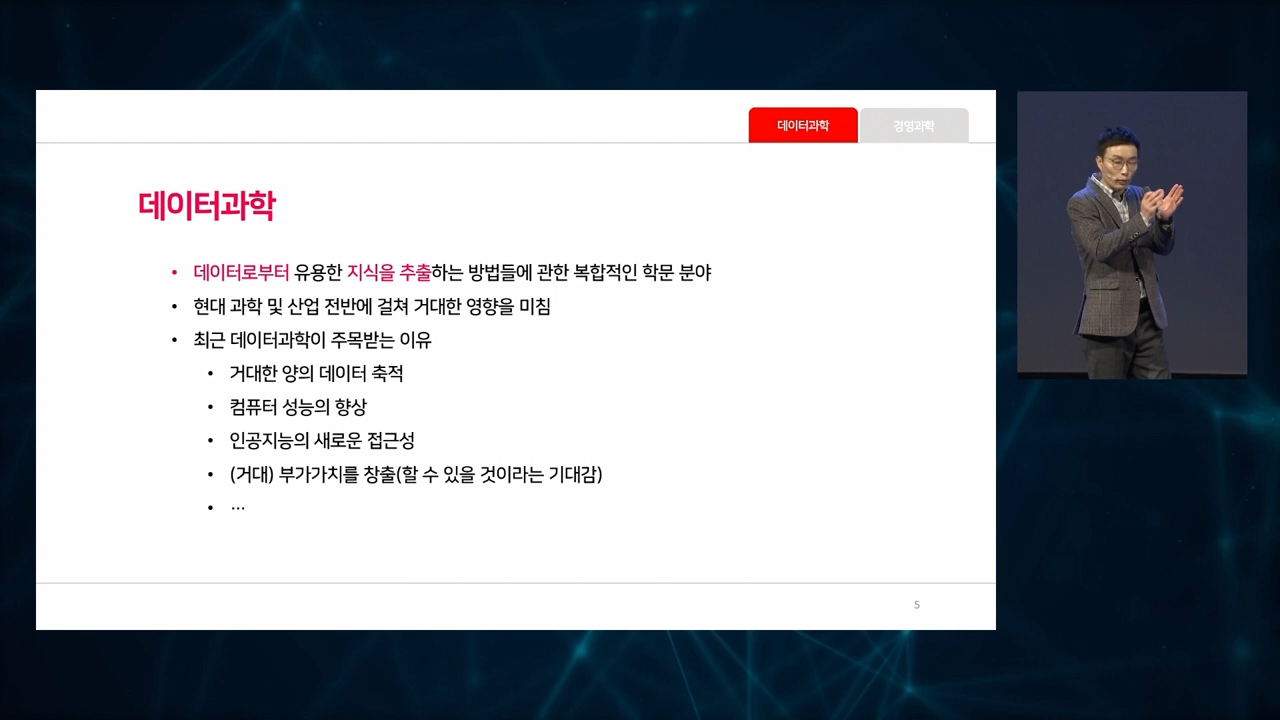 데이터과학
경영과학
데이터과학
• 데이터로부터 유용한 지식을 추출하는 방법들에 관한 복합적인 학문 분야
• 현대 과학 및 산업 전반에 걸쳐 거대한 영향을 미침
• 최근 데이터과학이 주목받는 이유
• 거대한 양의 데이터 축적
• 컴퓨터 성능의 향상
• 인공지능의 새로운 접근성
• (거대) 부가가치를 창출(할 수 있을 것이라는 기대감)
• …
5